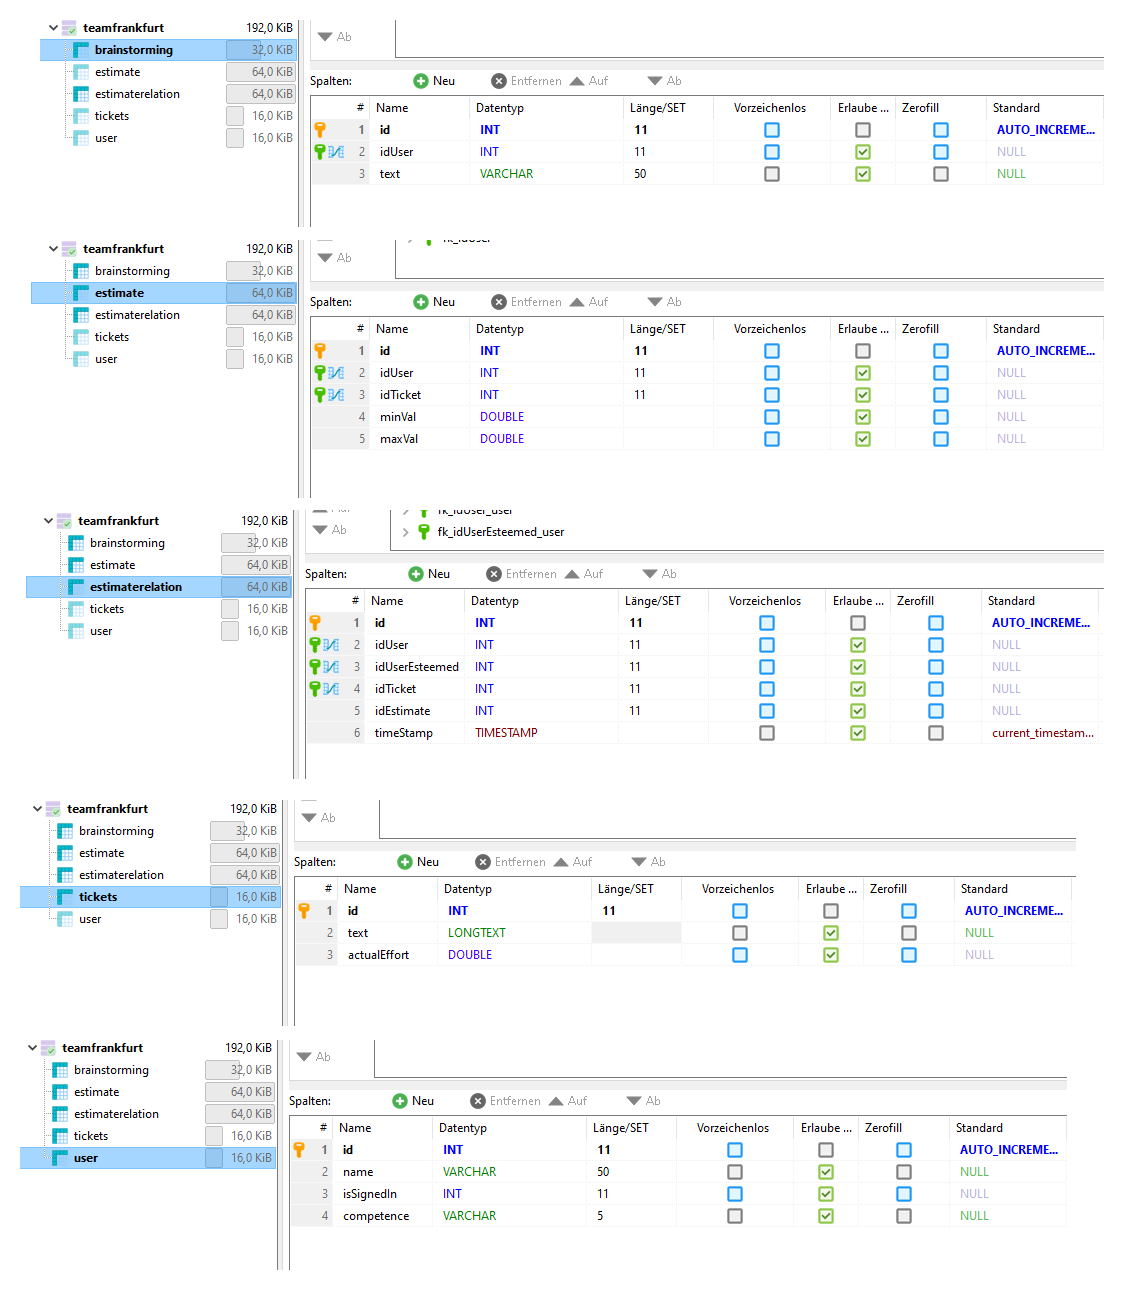 teamfrankfurt 192,0 KiB
brainstorming 32,0 KiB
estimate 64,0 KiB
estimaterelation 64,0 KiB
tickets 16,0 KiB
user 16,0 KiB
Ab
Spalten: Neu Entfernen Auf Ab
# Name Datentyp Länge/SET Vorzeichenlos Erlaube ... Zerofill Standard
1 id INT 11 AUTO_INCREME...
2 idUser INT 11 NULL
3 text VARCHAR 50 NULL
teamfrankfurt 192,0 KiB
brainstorming 32,0 KiB
estimate 64,0 KiB
estimaterelation 64,0 KiB
tickets 16,0 KiB
user 16,0 KiB
fk_idUser
Ab
Spalten: Neu Entfernen Auf Ab
# Name Datentyp Länge/SET Vorzeichenlos Erlaube ... Zerofill Standard
1 id INT 11 AUTO_INCREME...
2 idUser INT 11 NULL
3 idTicket INT 11 NULL
4 minVal DOUBLE NULL
5 maxVal DOUBLE NULL
teamfrankfurt 192,0 KiB
brainstorming 32,0 KiB
estimate 64,0 KiB
estimaterelation 64,0 KiB
tickets 16,0 KiB
user 16,0 KiB
fk_idUser_user
Ab fk_idUserEsteemed_user
Spalten: Neu Entfernen Auf Ab
# Name Datentyp Länge/SET Vorzeichenlos Erlaube ... Zerofill Standard
1 id INT 11 AUTO_INCREME...
2 idUser INT 11 NULL
3 idUserEsteemed INT 11 NULL
4 idTicket INT 11 NULL
5 idEstimate INT 11 NULL
6 timeStamp TIMESTAMP current_timestam...
teamfrankfurt 192,0 KiB
brainstorming 32,0 KiB
estimate 64,0 KiB
estimaterelation 64,0 KiB
tickets 16,0 KiB
user 16,0 KiB
Ab
Spalten: Neu Entfernen Auf Ab
# Name Datentyp Länge/SET Vorzeichenlos Erlaube ... Zerofill Standard
1 id INT 11 AUTO_INCREME...
2 text LONGTEXT NULL
3 actualEffort DOUBLE NULL
teamfrankfurt 192,0 KiB
brainstorming 32,0 KiB
estimate 64,0 KiB
estimaterelation 64,0 KiB
tickets 16,0 KiB
user 16,0 KiB
Ab
Spalten: Neu Entfernen Auf Ab
# Name Datentyp Länge/SET Vorzeichenlos Erlaube ... Zerofill Standard
1 id INT 11 AUTO_INCREME...
2 name VARCHAR 50 NULL
3 isSignedIn INT 11 NULL
4 competence VARCHAR 5 NULL